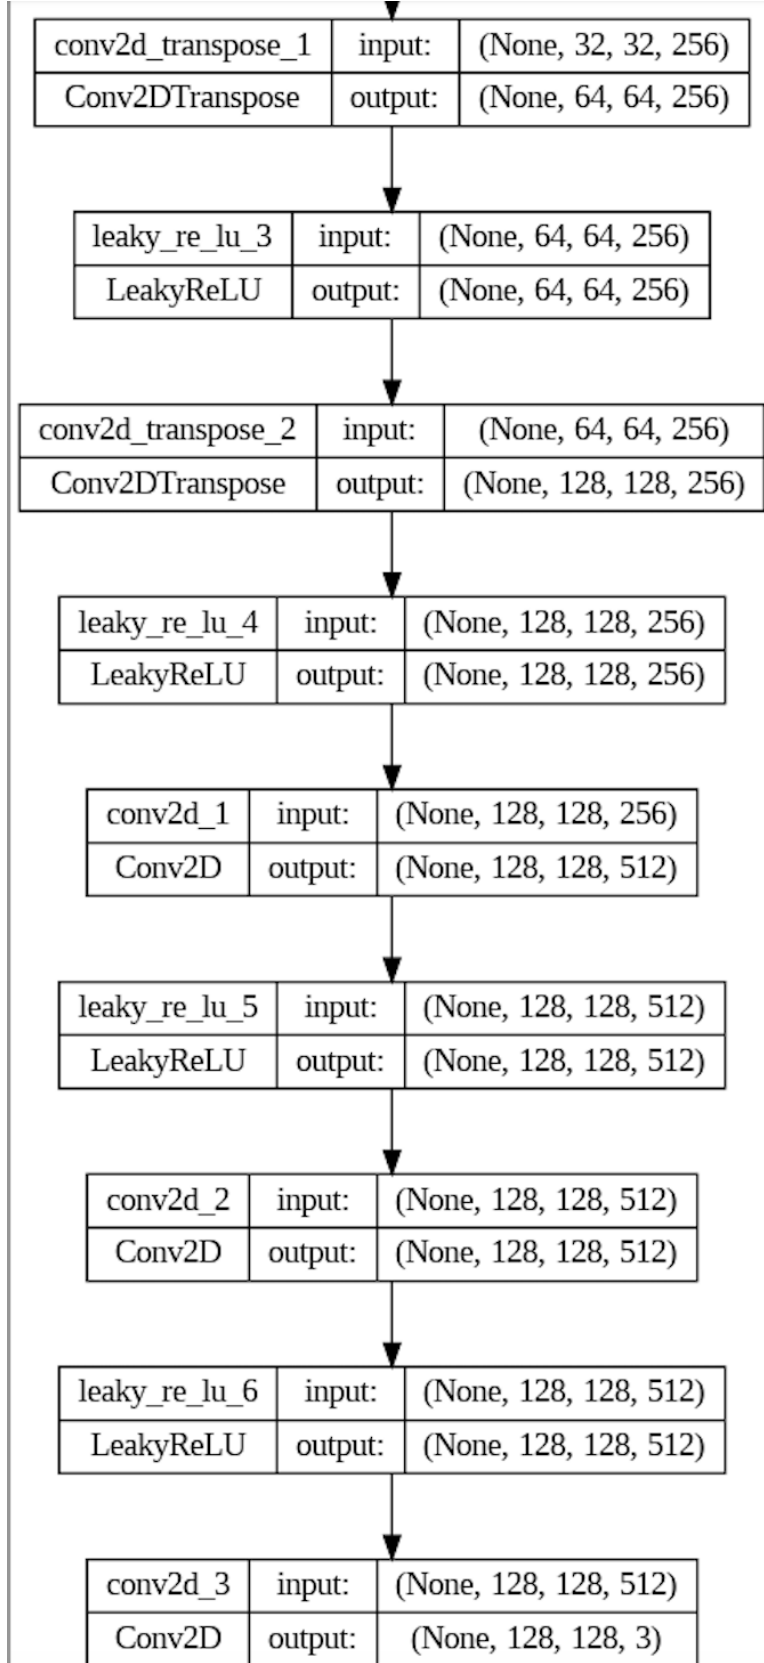 conv2d_transpose_1 input: (None, 32, 32, 256)
Conv2DTranspose output: (None, 64, 64, 256)
leaky_re_lu_3 input: (None, 64, 64, 256)
LeakyReLU output: (None, 64, 64, 256)
conv2d_transpose_2 input: (None, 64, 64, 256)
Conv2DTranspose output: (None, 128, 128, 256)
leaky_re_lu_4 input: (None, 128, 128, 256)
LeakyReLU output: (None, 128, 128, 256)
conv2d_1 input: (None, 128, 128, 256)
Conv2D output: (None, 128, 128, 512)
leaky_re_lu_5 input: (None, 128, 128, 512)
LeakyReLU output: (None, 128, 128, 512)
conv2d_2 input: (None, 128, 128, 512)
Conv2D output: (None, 128, 128, 512)
leaky_re_lu_6 input: (None, 128, 128, 512)
LeakyReLU output: (None, 128, 128, 512)
conv2d_3 input: (None, 128, 128, 512)
Conv2D output: (None, 128, 128, 3)